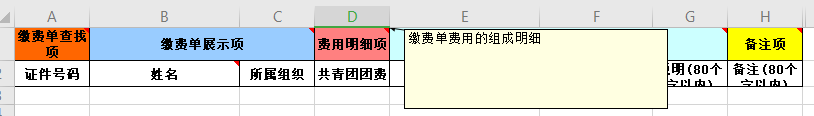 A B C D E F G H
缴费单查找项 缴费单展示项 费用明细项 缴费单费用的组成明细 备注项
证件号码 姓名 所属组织 共青团团费 明(80个 备注(80个
字以内) 字以内)